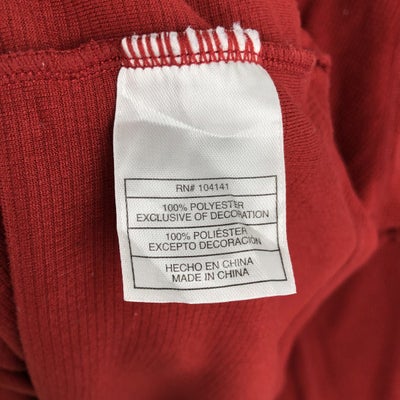 RN# 104141
100% POLYESTER
EXCLUSIVE OF DECORATION
100% POLIÉSTER
EXCEPTO DECORACIÓN
HECHO EN CHINA
MADE IN CHINA